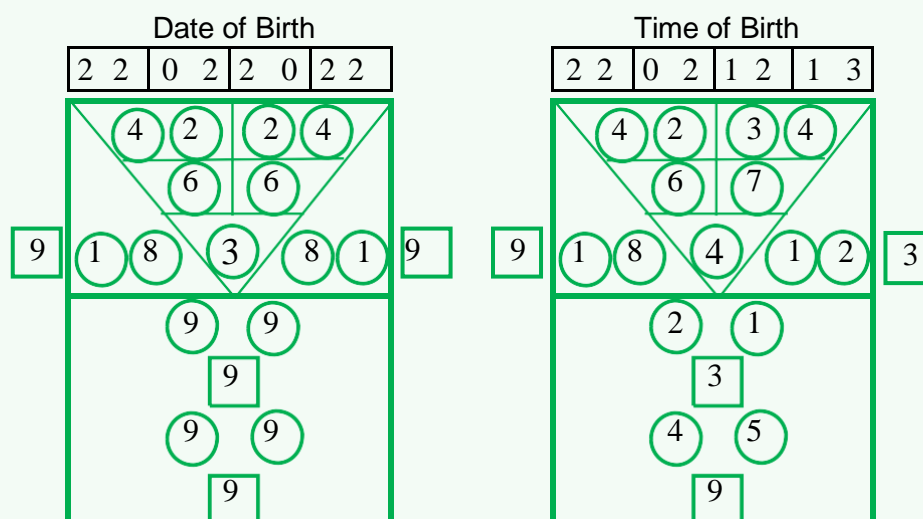 Date of Birth
2 2 0 2 2 0 2 2
4 2 2 4
6 6
9 1 8 3 8 1 9
9 9
9
9 9
9
Time of Birth
2 2 0 2 1 2 1 3
4 2 3 4
6 7
9 1 8 4 1 2 3
2 1
3
4 5
9